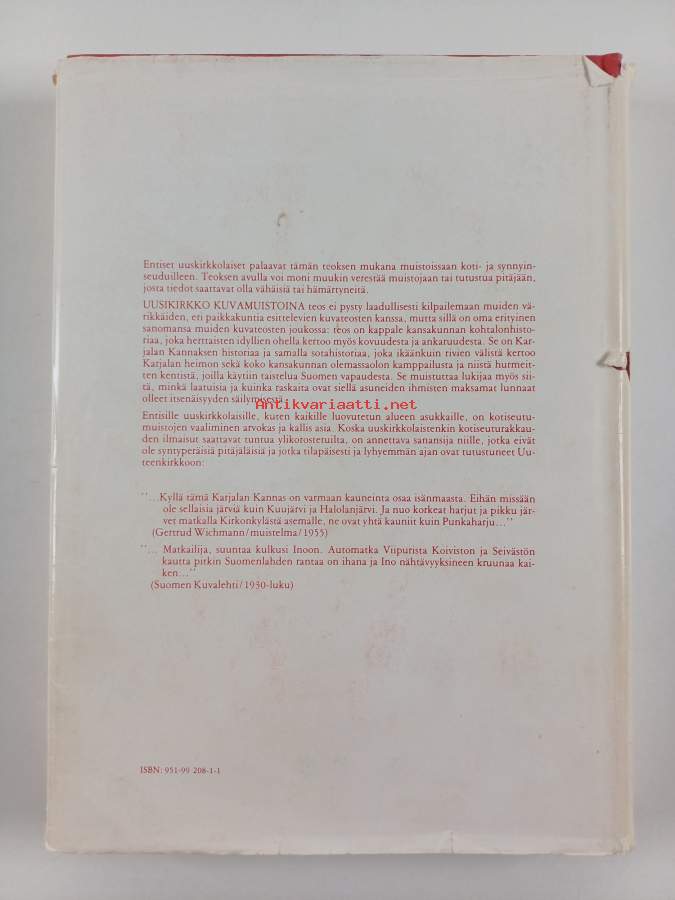 Entiset uuskirkkolaiset palaavat tämän teoksen mukana muistoissaan koti- ja synnyin-
seuduilleen. Teoksen avulla voi moni muukin verestää muistojaan tai tutustua pitäjään,
josta tiedot saattavat olla vähäisiä tai hämärtyneitä.
UUSIKIRKKO KUVAMUISTOINA teos ei pysty laadullisesti kilpailemaan muiden vä-
rikkäiden, eri paikkakuntia esittelevien kuvateosten kanssa, mutta sillä on oma erityinen
sanomansa muiden kuvateosten joukossa: teos on kappale kansakunnan kohtalonhisto-
riaa, joka herttaisten idyllien ohella kertoo myös kovuudesta ja ankaruudesta. Se on Kar-
jalan Kannaksen historiaa ja samalla sotahistoriaa, joka ikäänkuin rivien välistä kertoo
Karjalan heimon sekä koko kansakunnan olemassaolon kamppailusta ja niistä hurmeit-
ten kentistä, joilla käytiin taistelua Suomen vapaudesta. Se muistuttaa lukijaa myös sii-
tä, minkä laatuisia ja kuinka raskaita ovat siellä asuneiden ihmisten maksamat lunnaat
olleet itsenäisyyden säilymisestä.
Antikvariaatti.net
Entisille uuskirkkolaisille, kuten kaikille luovutetun alueen asukkaille, on kotiseutu-
muistojen vaaliminen arvokas ja kallis asia. Koska uuskirkkolaistenkin kotiseuturakkau-
den ilmaisut saattavat tuntua ylikorostetuilta, on annettava sanansija niille, jotka eivät
ole syntyperäisiä pitäjäläisiä ja jotka tilapäisesti ja lyhyemmän ajan ovat tutustuneet Uu-
teenkirkkoon:
''...Kyllä tämä Karjalan Kannas on varmaan kauneinta osaa isänmaasta. Eihän missään
ole sellaisia järviä kuin Kuujärvi ja Halolanjärvi. Ja nuo korkeat harjut ja pikku jär-
vet matkalla Kirkonkylästä asemalle, ne ovat yhtä kauniit kuin Punkaharju...''
(Gertrud Wichmann/muistelma/1955)
''... Matkailija, suuntaa kulkusi Inoon. Automatka Viipurista Koiviston ja Seivästön
kautta pitkin Suomenlahden rantaa on ihana ja Ino nähtävyyksineen kruunaa kai-
ken...''
(Suomen Kuvalehti/1930-luku)
ISBN: 951-99 208-1-1